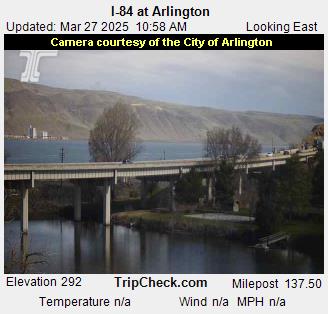 I-84 at Arlington
Updated: Mar 27 2025 10:58 AM Looking East
Camera courtesy of the City of Arlington
Elevation 292 TripCheck.com Milepost 137.50
Temperature n/a Wind n/a MPH n/a